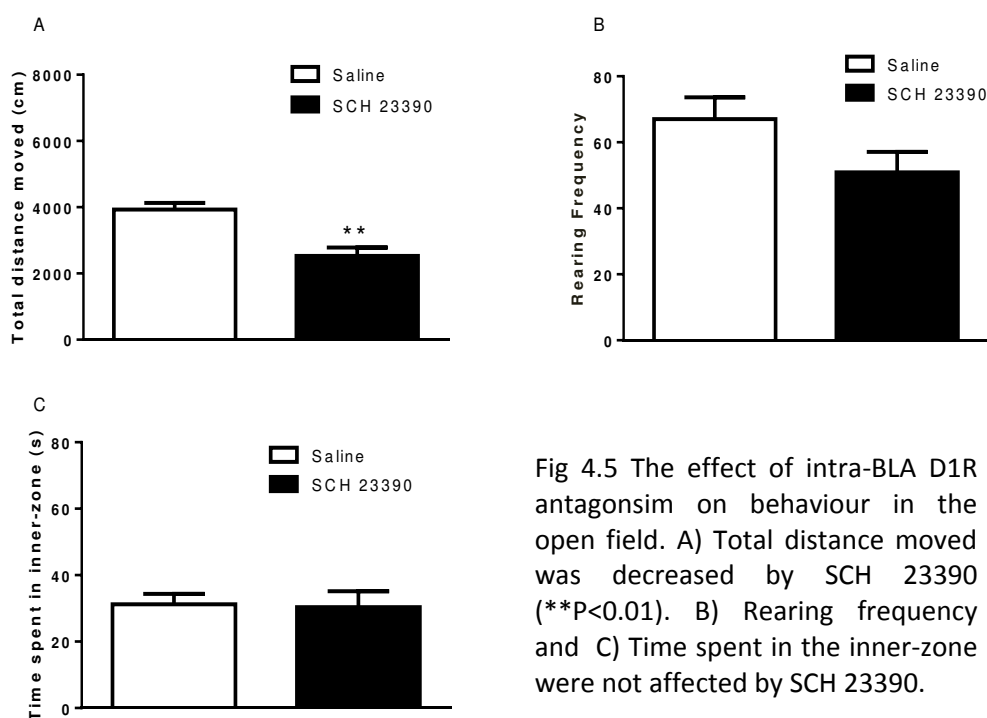 A
Total distance moved (cm)
8000
6000
4000
2000
0
Saline
SCH 23390
**
B
Rearing Frequency
80
60
40
20
0
Saline
SCH 23390
C
Time spent in inner-zone (s)
80
60
40
20
0
Saline
SCH 23390
Fig 4.5 The effect of intra-BLA D1R
antagonsim on behaviour in the
open field. A) Total distance moved
was decreased by SCH 23390
(**P<0.01). B) Rearing frequency
and C) Time spent in the inner-zone
were not affected by SCH 23390.